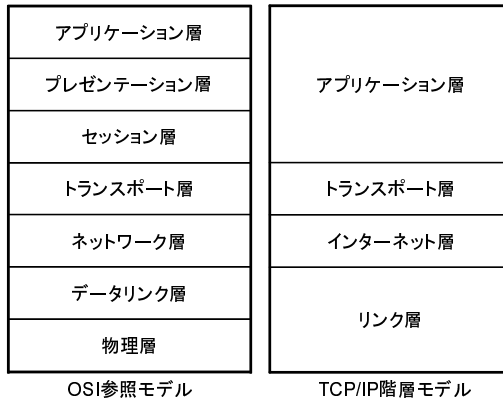 アプリケーション層
プレゼンテーション層
セッション層
トランスポート層
ネットワーク層
データリンク層
物理層
OSI参照モデル
アプリケーション層
トランスポート層
インターネット層
リンク層
TCP/IP階層モデル